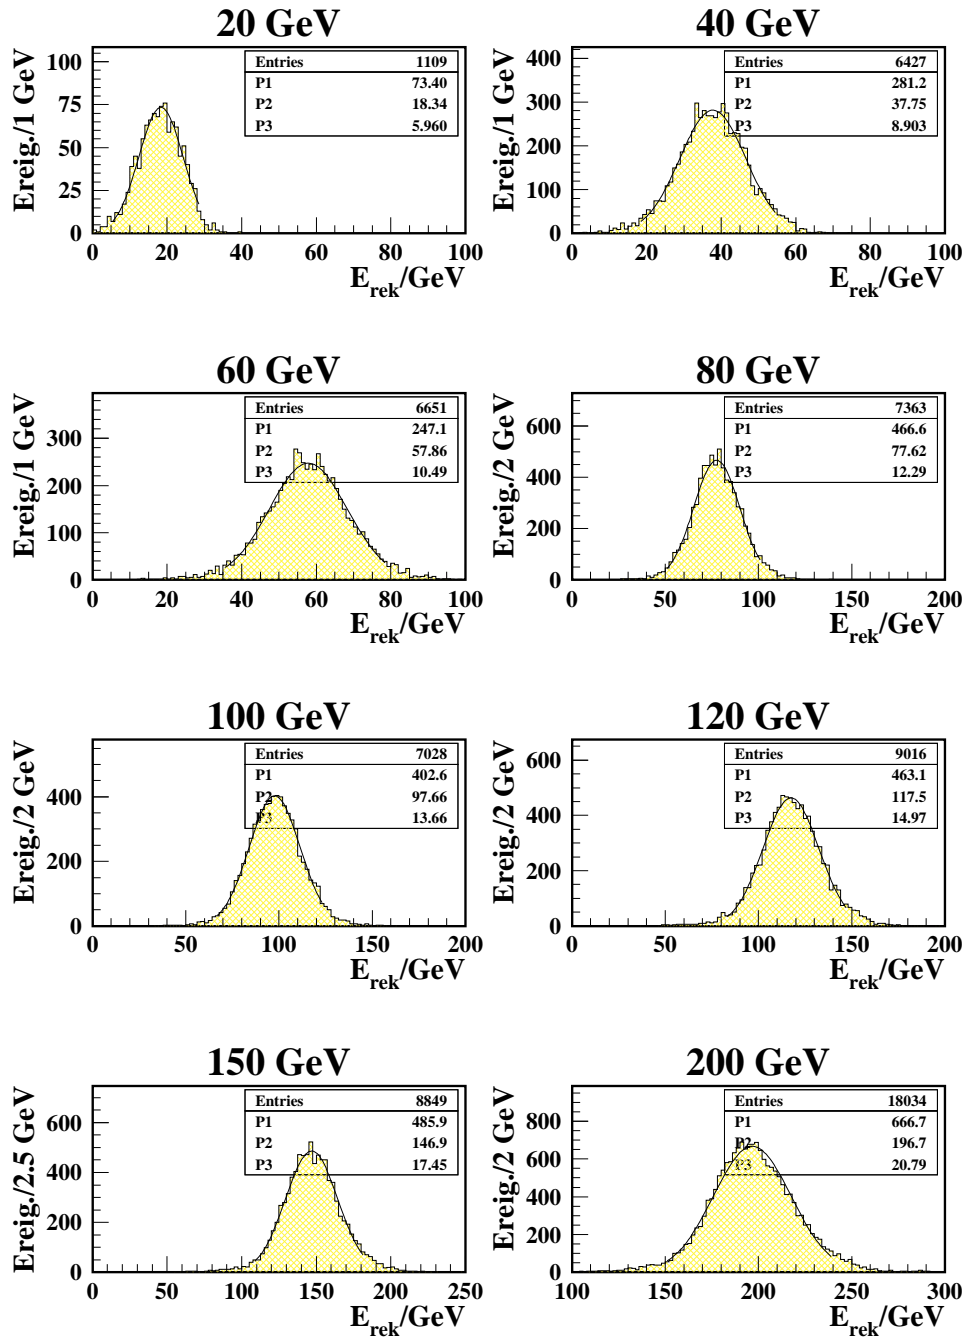 20 GeV
Ereig./1 GeV
100
75
50
25
0
Entries 1109
P1 73.40
P2 18.34
P3 5.960
0 20 40 60 80 100
E_rek/GeV
40 GeV
Ereig./1 GeV
400
300
200
100
0
Entries 6427
P1 281.2
P2 37.75
P3 8.903
0 20 40 60 80 100
E_rek/GeV
60 GeV
Ereig./1 GeV
300
200
100
0
Entries 6651
P1 247.1
P2 57.86
P3 10.49
0 20 40 60 80 100
E_rek/GeV
80 GeV
Ereig./2 GeV
600
400
200
0
Entries 7363
P1 466.6
P2 77.62
P3 12.29
0 50 100 150 200
E_rek/GeV
100 GeV
Ereig./2 GeV
400
200
0
Entries 7028
P1 402.6
P2 97.66
P3 13.66
0 50 100 150 200
E_rek/GeV
120 GeV
Ereig./2 GeV
600
400
200
0
Entries 9016
P1 463.1
P2 117.5
P3 14.97
0 50 100 150 200
E_rek/GeV
150 GeV
Ereig./2.5 GeV
600
400
200
0
Entries 8849
P1 485.9
P2 146.9
P3 17.45
0 50 100 150 200 250
E_rek/GeV
200 GeV
Ereig./2 GeV
800
600
400
200
0
Entries 18034
P1 666.7
P2 196.7
P3 20.79
100 150 200 250 300
E_rek/GeV